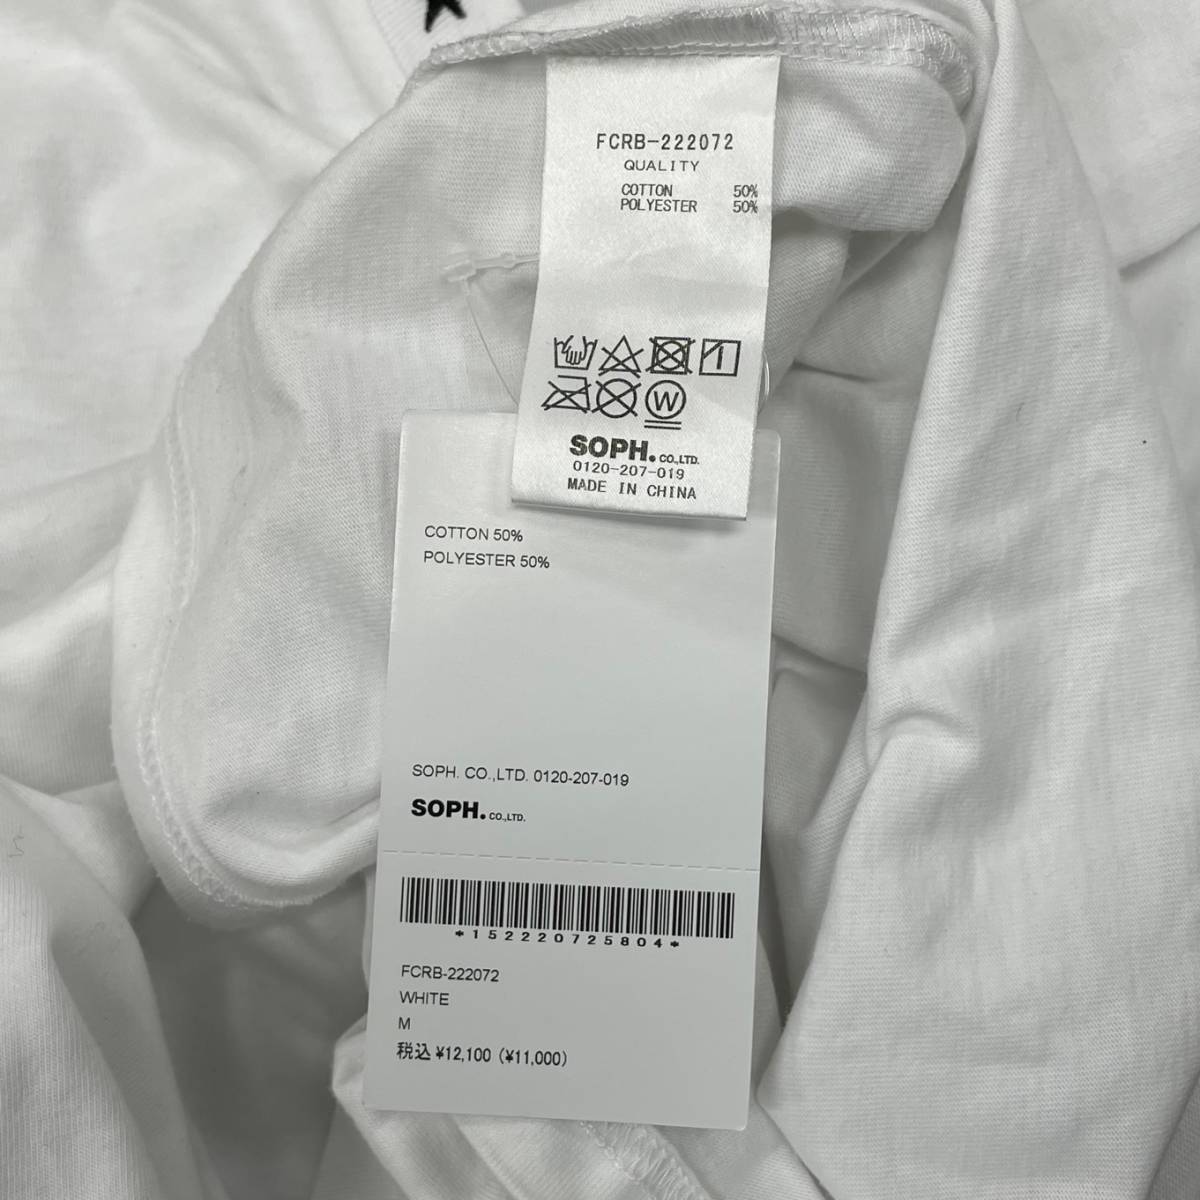 FCRB-222072
QUALITY
COTTON 50%
POLYESTER 50%
W
SOPH. CO.,LTD.
0120-207-019
MADE IN CHINA
COTTON 50%
POLYESTER 50%
SOPH. CO.,LTD. 0120-207-019
SOPH. CO.,LTD.
*152220725804*
FCRB-222072
WHITE
M
税込 ¥12,100 (¥11,000)